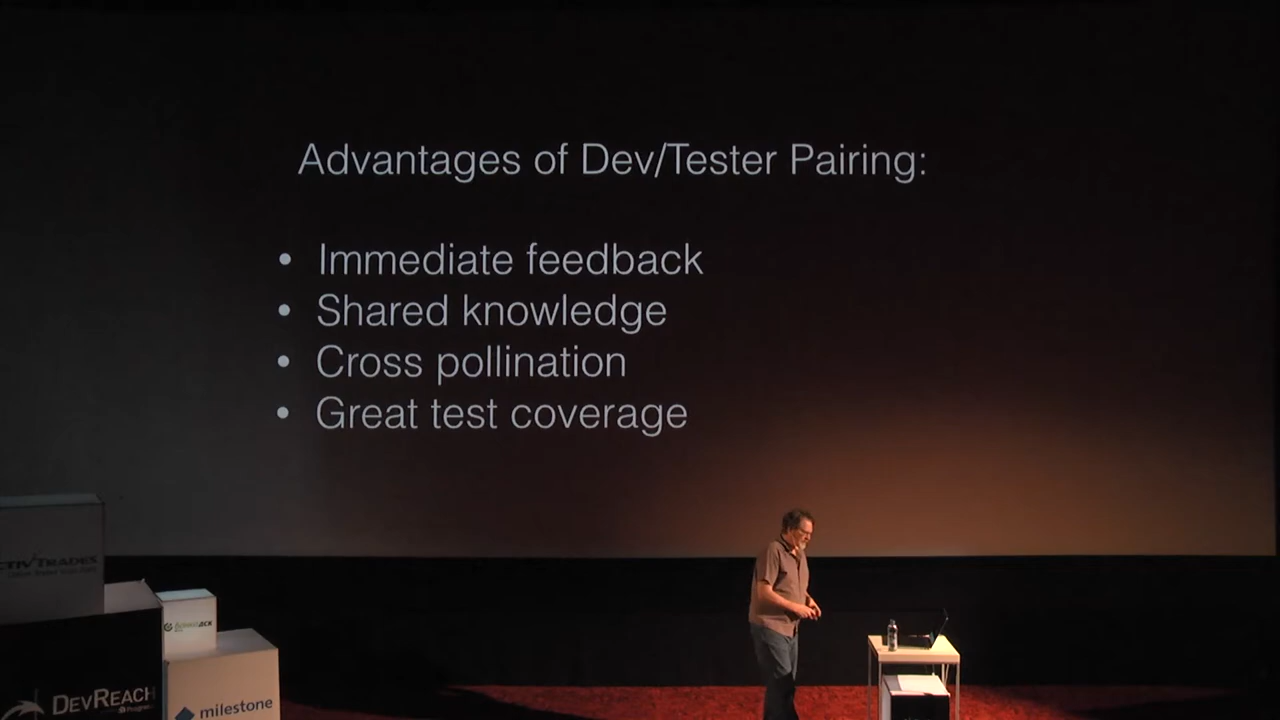 Advantages of Dev/Tester Pairing:
• Immediate feedback
• Shared knowledge
• Cross pollination
• Great test coverage
DEVREACH
milestone